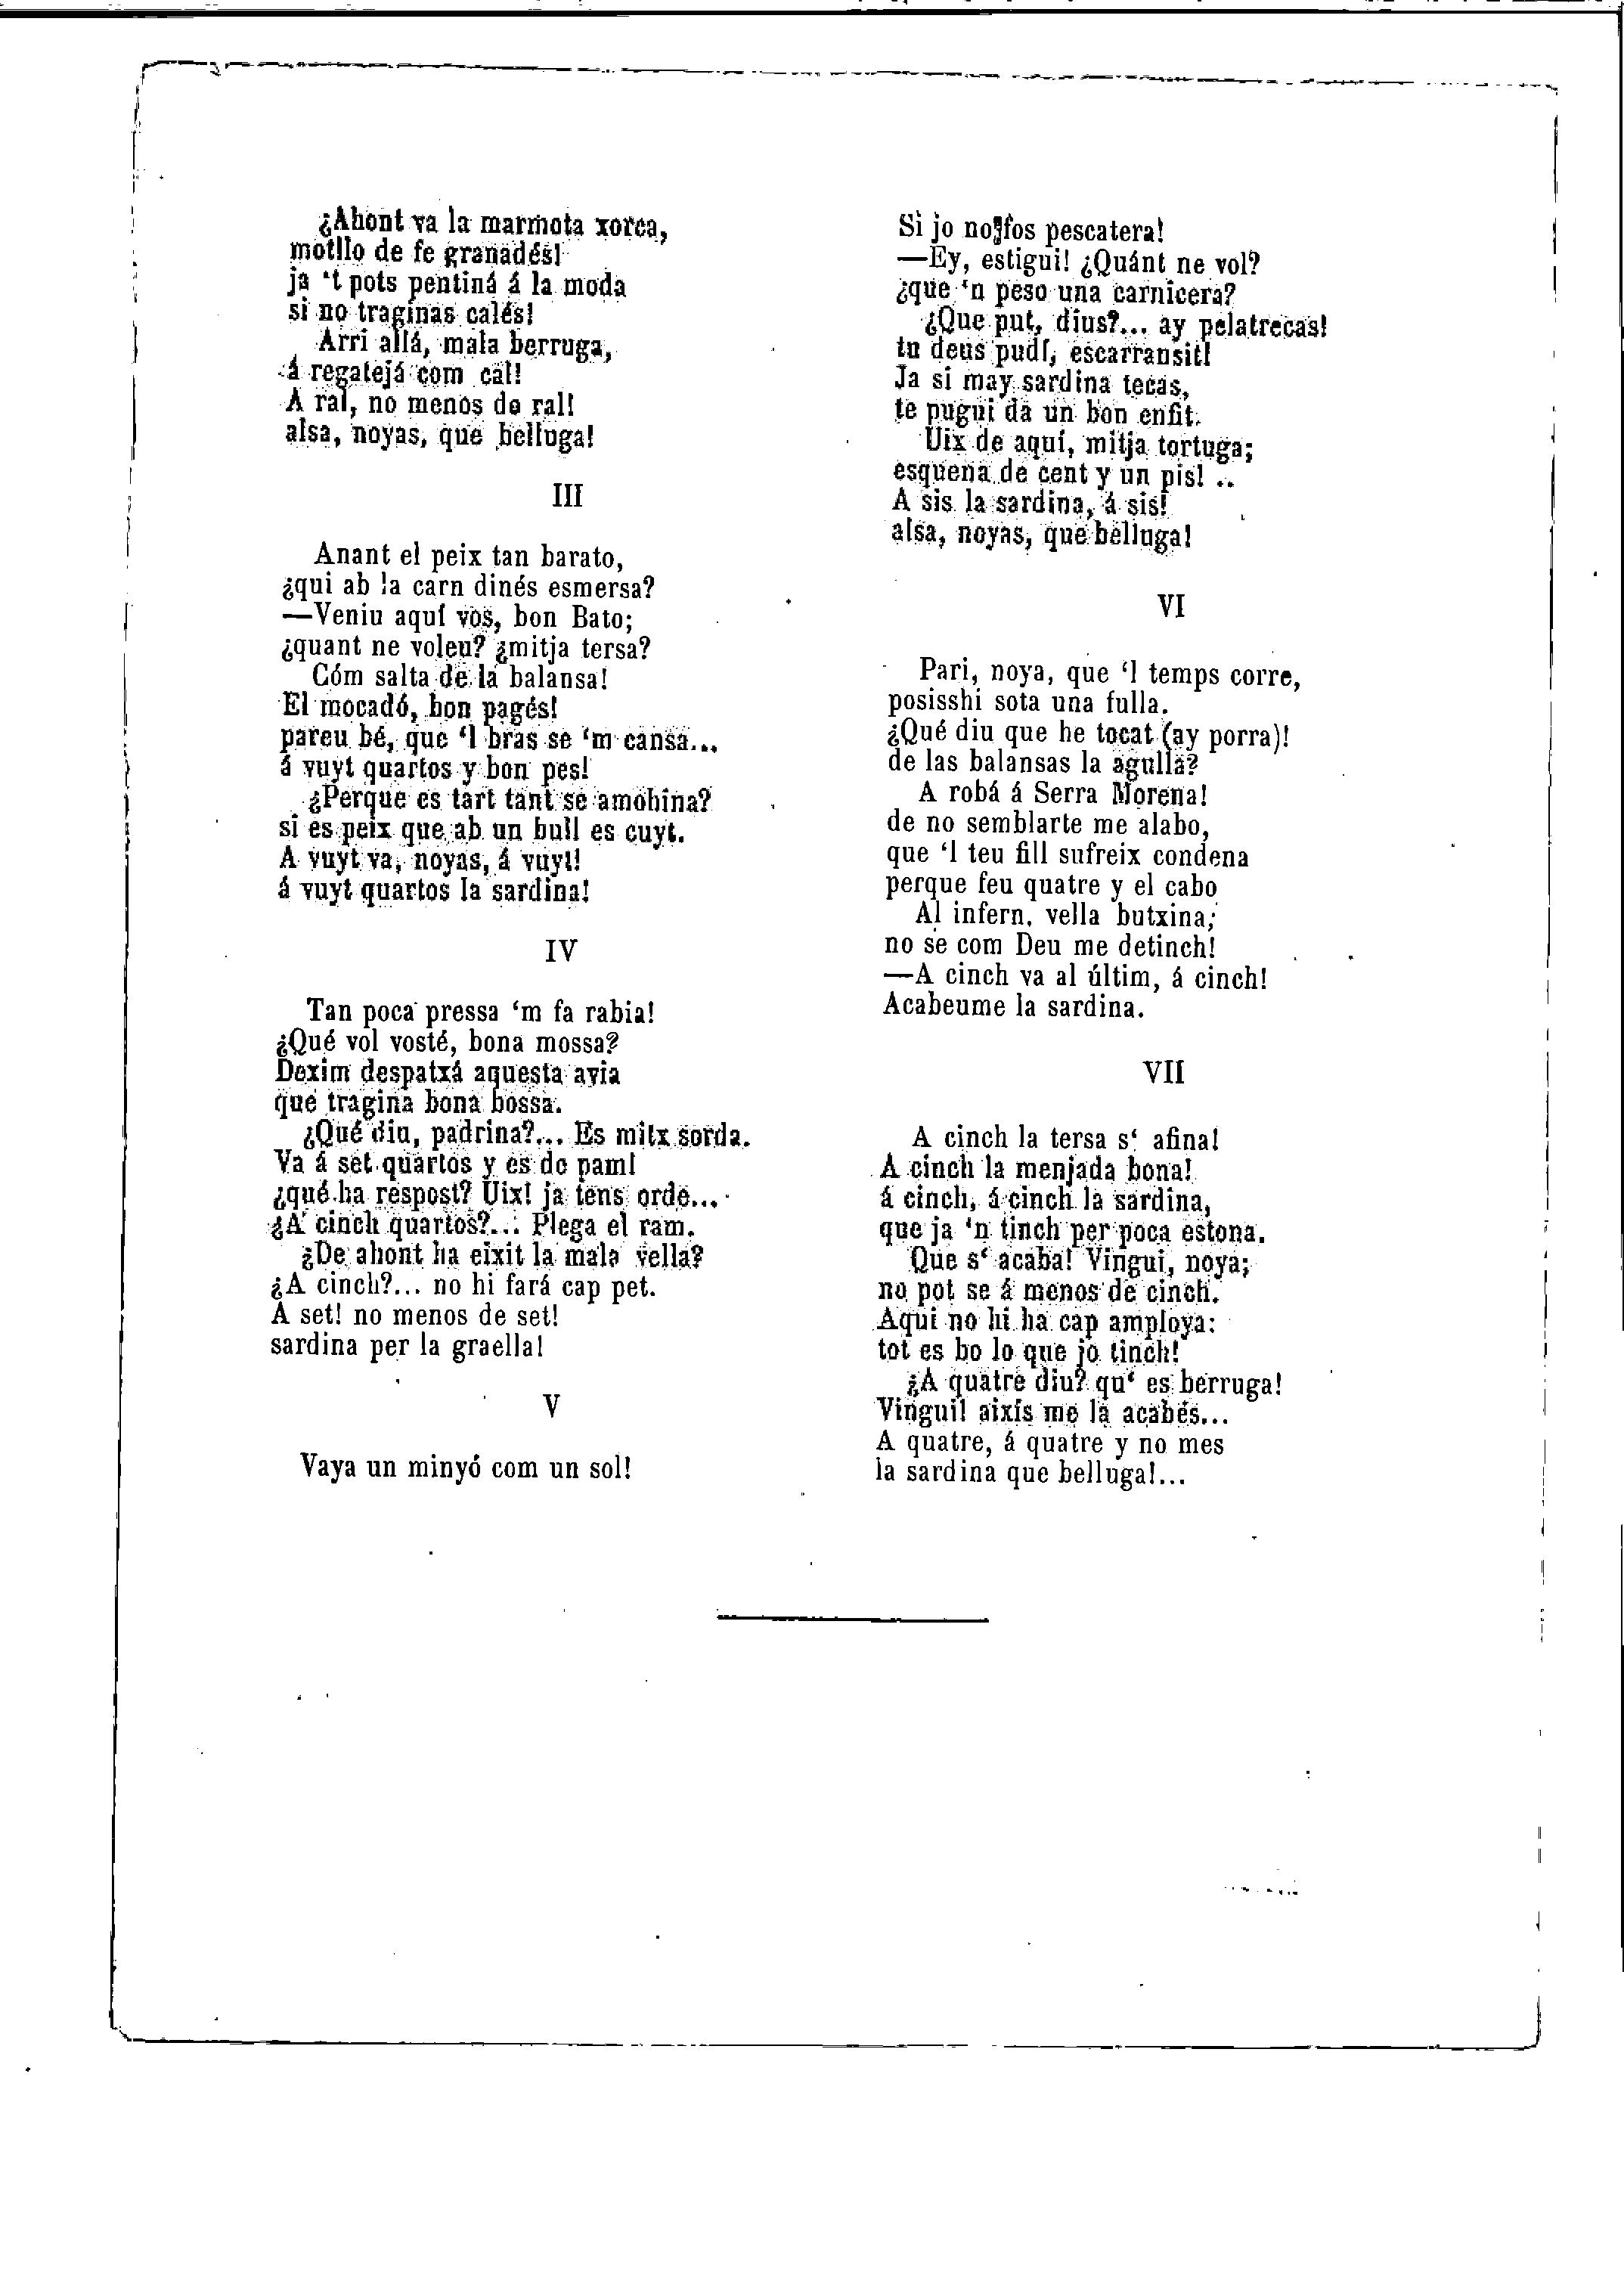 ¿Ahont va la marmota xorca,
motllo de fe granadés!
ja ‘t pots pentiná á la moda
si no traginas calés!
Arri allá, mala berruga,
á regatejá com cal!
A ral, no menos de ral!
alsa, noyas, que belluga!
III
Anant el peix tan barato,
¿qui ab la carn dinés esmersa?
—Veniu aquí vos, bon Bato;
¿quant ne voleu? ¿mitja tersa?
Cóm salta de la balansa!
El mocadó, bon pagés!
pareu bé, que ‘l bras se ‘m cansa...
á vuyt quartos y bon pes!
¿Perque es tart tant se amohina?
si es peix que ab un bull es cuyt.
A vuyt va, noyas, á vuyt!
á vuyt quartos la sardina!
IV
Tan poca pressa ‘m fa rabia!
¿Qué vol vosté, bona mossa?
Dexim despatxá aquesta avia
que tragina bona bossa.
¿Qué diu, padrina?... Es mitx sorda.
Va á set quartos y es de pam!
¿qué ha respost? Uix! ja tens orde...
¿A cinch quartos?... Plega el ram.
¿De ahont ha eixit la mala vella?
¿A cinch?... no hi fará cap pet.
A set! no menos de set!
sardina per la graella!
V
Vaya un minyó com un sol!
Si jo no fos pescatera!
—Ey, estigui! ¿Quánt ne vol?
¿que ‘n peso una carnicera?
¿Que put, dius?... ay pelatrecas!
tu deus pudí, escarransit!
Ja si may sardina tecas,
te pugui da un bon enfit.
Uix de aquí, mitja tortuga;
esquena de cent y un pis! ..
A sis la sardina, á sis!
alsa, noyas, que belluga!
VI
Pari, noya, que ‘l temps corre,
posisshi sota una fulla.
¿Qué diu que he tocat (ay porra)!
de las balansas la agulla?
A robá á Serra Morena!
de no semblarte me alabo,
que ‘l teu fill sufreix condena
perque feu quatre y el cabo
Al infern, vella butxina;
no se com Deu me detinch!
—A cinch va al últim, á cinch!
Acabeume la sardina.
VII
A cinch la tersa s‘ afina!
A cinch la menjada bona!
á cinch, á cinch la sardina,
que ja ‘n tinch per poca estona.
Que s‘ acaba! Vingui, noya;
no pot se á menos de cinch.
Aqui no hi ha cap amploya:
tot es bo lo que jo tinch!
¿A quatre diu? qu‘ es berruga!
Vingui! aixís me la acabés...
A quatre, á quatre y no mes
la sardina que belluga!...